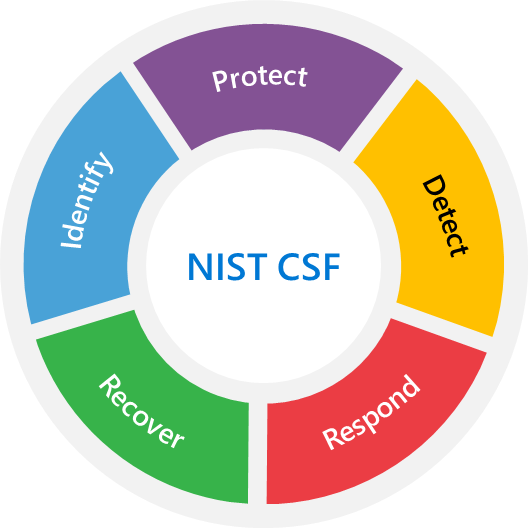 Protect
Detect
Respond
Recover
Identify
NIST CSF